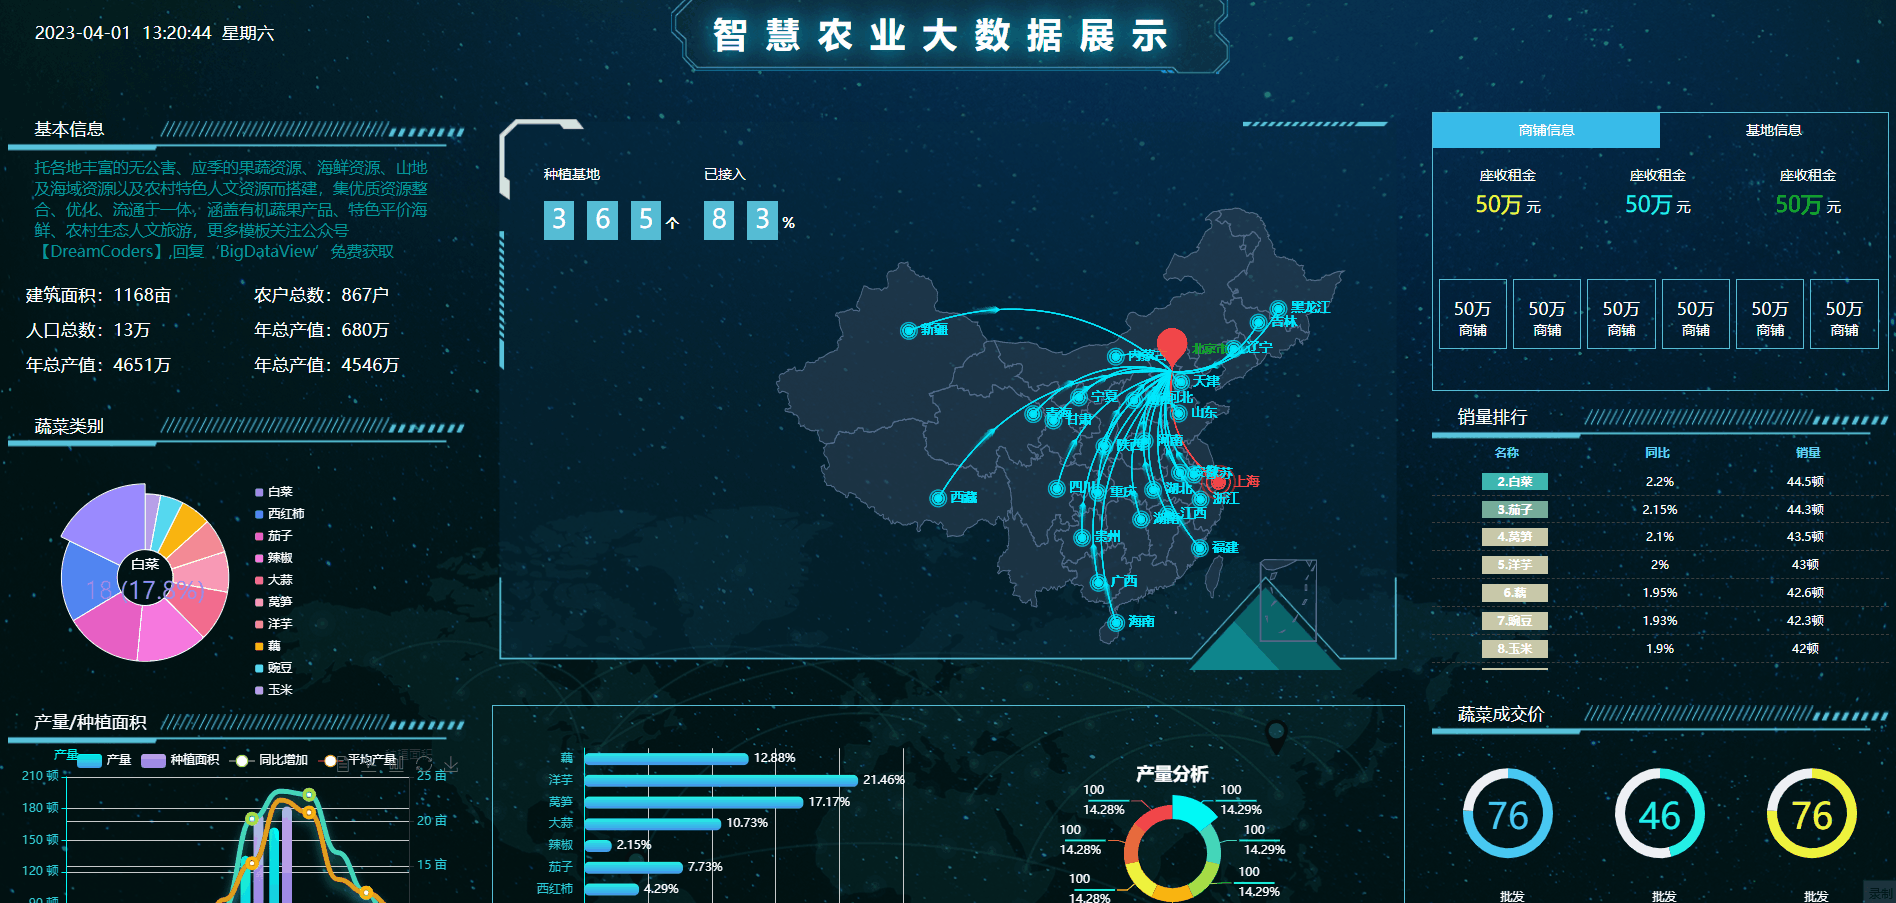 2023-04-01 13:20:44 星期六
智慧农业大数据展示
基本信息
托各地丰富的无公害、应季的果蔬资源、海鲜资源、山地
及海域资源以及农村特色人文资源而搭建，集优质资源整
合、优化、流通于一体，涵盖有机蔬果产品、特色平价海
鲜、农村生态人文旅游，更多模板关注公众号
【DreamCoders】,回复‘BigDataView’免费获取
建筑面积：1168亩 农户总数：867户
人口总数：13万 年总产值：680万
年总产值：4651万 年总产值：4546万
蔬菜类别
白菜
18 (17.8%)
白菜
西红柿
茄子
辣椒
大蒜
莴笋
洋芋
藕
豌豆
玉米
产量/种植面积
产量
产量 种植面积 同比增加 平均产量
210 顿
180 顿
150 顿
120 顿
90 顿
25 亩
20 亩
15 亩
种植基地 已接入
3 6 5 个 8 3 %
黑龙江
吉林
新疆
北京市
辽宁
内蒙古
天津
宁夏
河北
青海
山东
甘肃
陕西
河南
江苏
上海
四川
重庆
湖北
西藏
浙江
江西
湖南
贵州
福建
广西
海南
藕 12.88%
洋芋 21.46%
莴笋 17.17%
大蒜 10.73%
辣椒 2.15%
茄子 7.73%
西红柿 4.29%
产量分析
100
14.28%
100
14.29%
100
14.28%
100
14.29%
100
14.28%
100
14.29%
商铺信息 基地信息
座收租金 座收租金 座收租金
50万 元 50万 元 50万 元
50万 50万 50万 50万 50万 50万
商铺 商铺 商铺 商铺 商铺 商铺
销量排行
名称 同比 销量
2.白菜 2.2% 44.5顿
3.茄子 2.15% 44.3顿
4.莴笋 2.1% 43.5顿
5.洋芋 2% 43顿
6.藕 1.95% 42.6顿
7.豌豆 1.93% 42.3顿
8.玉米 1.9% 42顿
蔬菜成交价
76 46 76
批发 批发 批发
录制